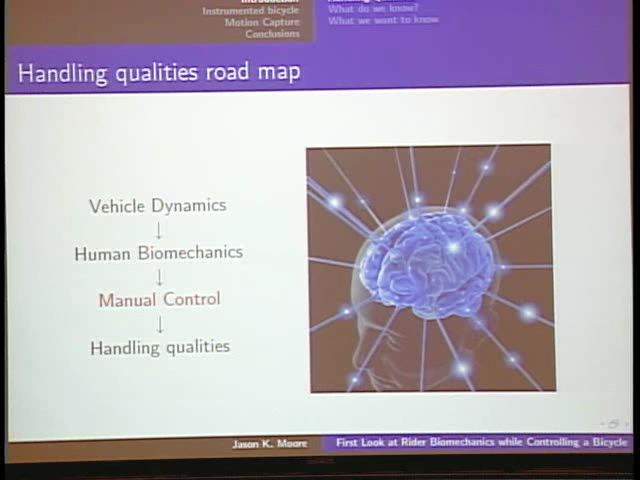 Introduction
Instrumented bicycle
Motion Capture
Conclusions
What do we know?
What we want to know
Handling qualities road map
Vehicle Dynamics
↓
Human Biomechanics
↓
Manual Control
↓
Handling qualities
Jason K. Moore
First Look at Rider Biomechanics while Controlling a Bicycle